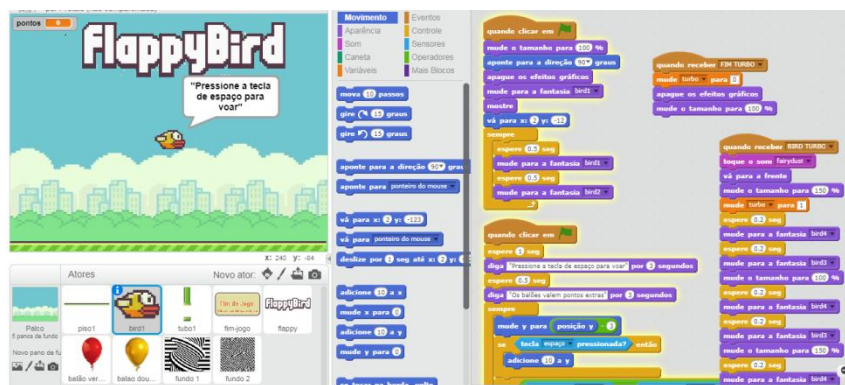 pontos 0
FlappyBird
"Pressione a tecla
de espaço para
voar"
X: 240 y: -84
Atores
Novo ator:
Palco
Novo pano de fu
piso1
bird1
tubo1
fim-jogo
flappy
balão ver...
balao dou...
fundo 1
fundo 2
Fim de Jogo
FlappyBird
Movimento
Aparência
Som
Caneta
Variáveis
Eventos
Controle
Sensores
Operadores
Mais Blocos
mova 10 passos
gire 15 graus
gire 15 graus
aponte para a direção 90 grau
aponte para ponteiro do mouse
vá para x: 2 y: -123
vá para ponteiro do mouse
deslize por 1 seg até x: 2 y:
adicione 10 a x
mude x para 0
adicione 10 a y
mude y para 0
quando clicar em
mude o tamanho para 100 %
aponte para a direção 90 graus
apague os efeitos gráficos
mude para a fantasia bird1
mostre
vá para x: 2 y: -12
sempre
espere 0.5 seg
mude para a fantasia bird1
espere 0.5 seg
mude para a fantasia bird2
quando clicar em
espere 1 seg
diga "Pressione a tecla de espaço para voar" por 3 segundos
espere 0.5 seg
diga "Os balões valem pontos extras" por 3 segundos
sempre
mude y para posição y - 3
se tecla espaço pressionada? então
adicione 10 a y
quando receber FIM TURBO
mude turbo para 0
apague os efeitos gráficos
mude o tamanho para 100 %
quando receber BIRD TURBO
toque o som fairydust
vá para a frente
mude o tamanho para 150 %
mude turbo para 1
espere 0.2 seg
mude para a fantasia bird4
espere 0.2 seg
mude para a fantasia bird3
mude o tamanho para 100 %
espere 0.2 seg
mude para a fantasia bird4
espere 0.2 seg
mude para a fantasia bird3
mude o tamanho para 150 %
espere 0.2 seg
mude para a fantasia bird4